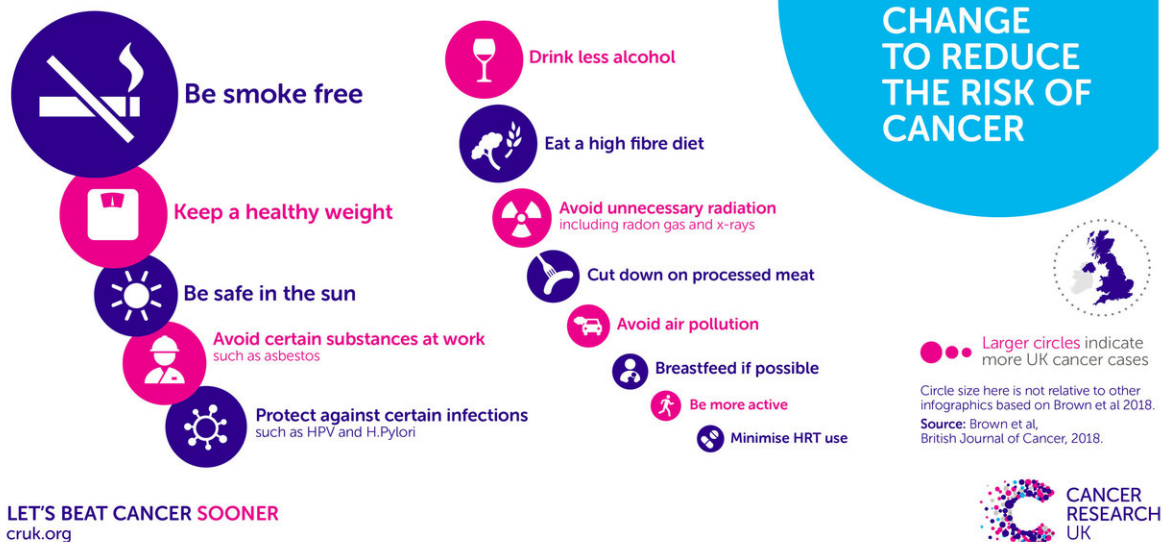 CHANGE
TO REDUCE
THE RISK OF
CANCER
Be smoke free
Keep a healthy weight
Be safe in the sun
Avoid certain substances at work
such as asbestos
Protect against certain infections
such as HPV and H.Pylori
Drink less alcohol
Eat a high fibre diet
Avoid unnecessary radiation
including radon gas and x-rays
Cut down on processed meat
Avoid air pollution
Breastfeed if possible
Be more active
Minimise HRT use
Larger circles indicate
more UK cancer cases
Circle size here is not relative to other
infographics based on Brown et al 2018.
Source: Brown et al,
British Journal of Cancer, 2018.
LET'S BEAT CANCER SOONER
cruk.org
CANCER
RESEARCH
UK